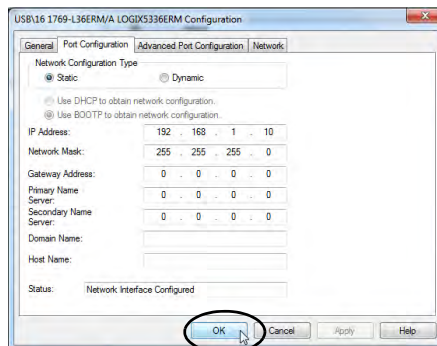 USB\16 1769-L36ERM/A LOGIX5336ERM Configuration
General Port Configuration Advanced Port Configuration Network
Network Configuration Type
Static Dynamic
Use DHCP to obtain network configuration.
Use BOOTP to obtain network configuration.
IP Address: 192 . 168 . 1 . 10
Network Mask: 255 . 255 . 255 . 0
Gateway Address: 0 . 0 . 0 . 0
Primary Name
Server: 0 . 0 . 0 . 0
Secondary Name
Server: 0 . 0 . 0 . 0
Domain Name:
Host Name:
Status: Network Interface Configured
OK Cancel Apply Help